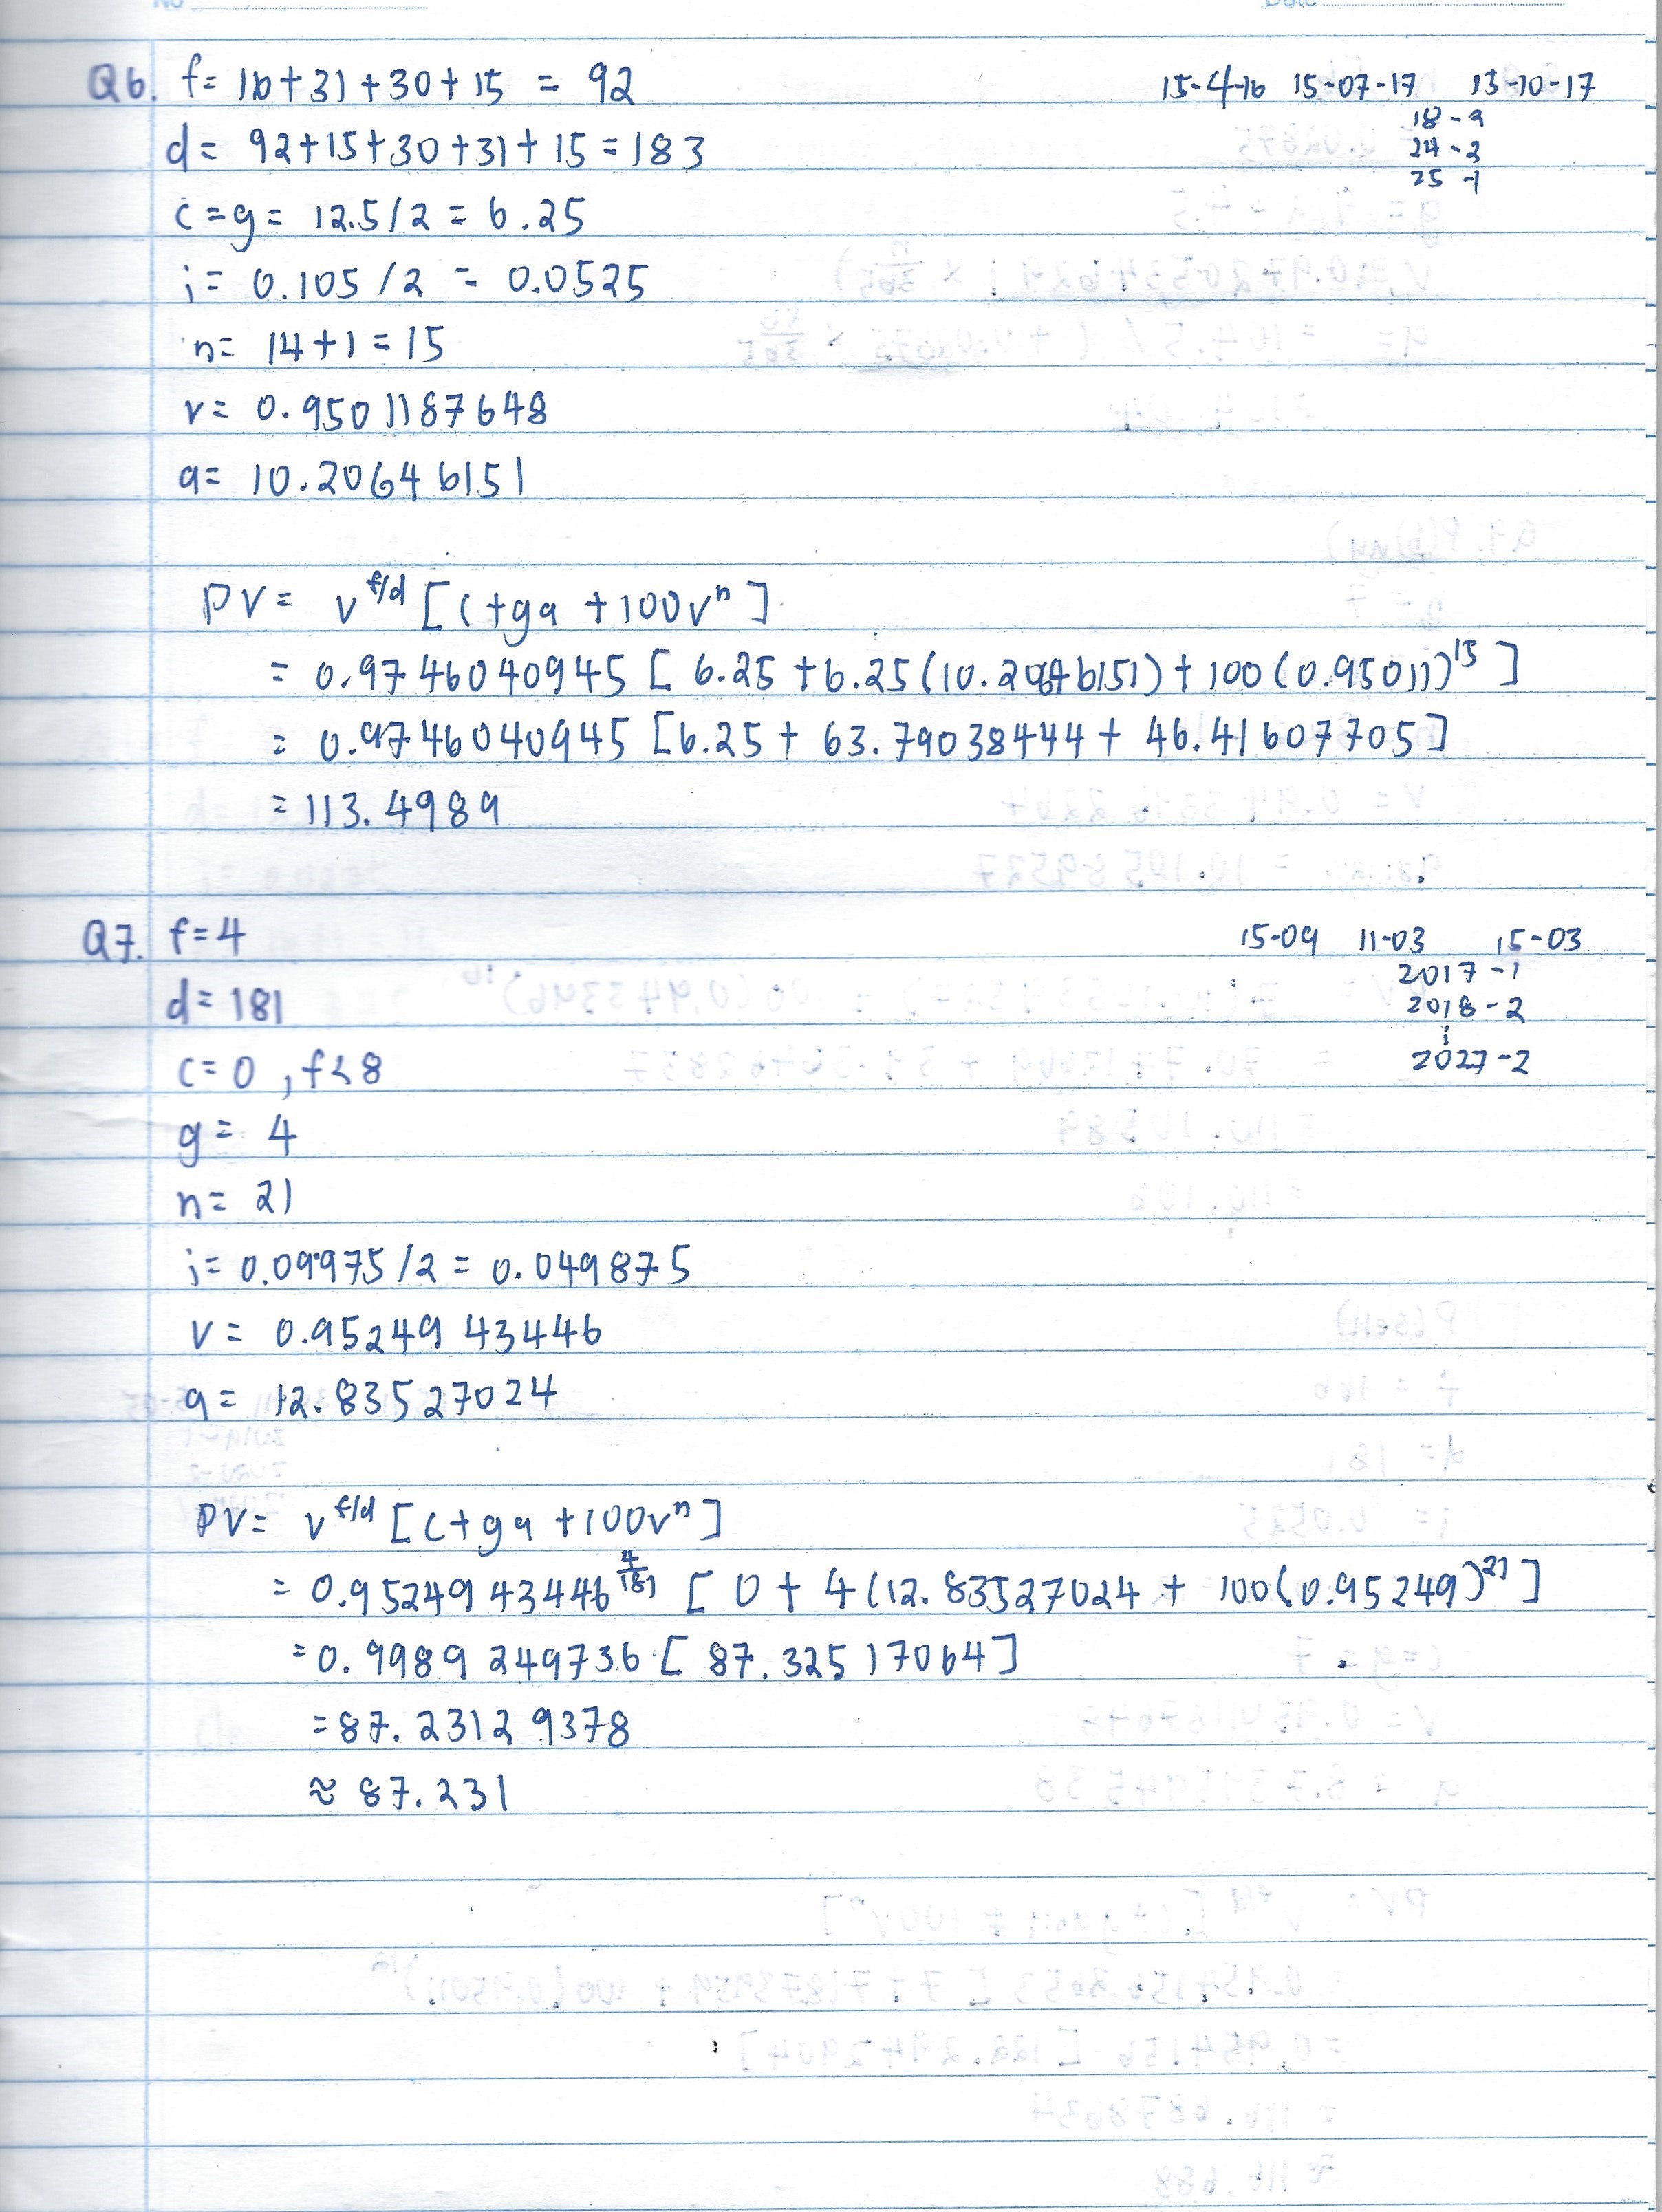 No
Date
Q6. f= 16+31+30+15 = 92
15-4-16 15-07-17 15-10-17
18 - 2
24 - 2
25 -1
d= 92+15+30+31+15=183
c=g= 12.5/2 = 6.25
i= 0.105/2 = 0.0525
n= 14+1=15
v= 0.9501187648
a= 10.20646151
PV= v^f/d [c+ga+100v^n]
= 0.9746040945 [ 6.25+6.25(10.20646151)+100(0.95011)^15 ]
= 0.9746040945 [6.25+ 63.79038444+ 46.41607705]
= 113.4989
Q7. f=4
15-09 11-03 15-03
2017 -1
2018 -2
⋮
2027 -2
d= 181
c=0 , f<8
g= 4
n= 21
i= 0.09975/2= 0.049875
v= 0.9524943446
a= 12.83527024
PV= v^f/d [c+ga+100v^n]
= 0.9524943446^4/181 [ 0 + 4(12.83527024 + 100(0.95249)^21 ]
= 0.9989249736 [ 87.32517064]
= 87.23129378
≈ 87.231